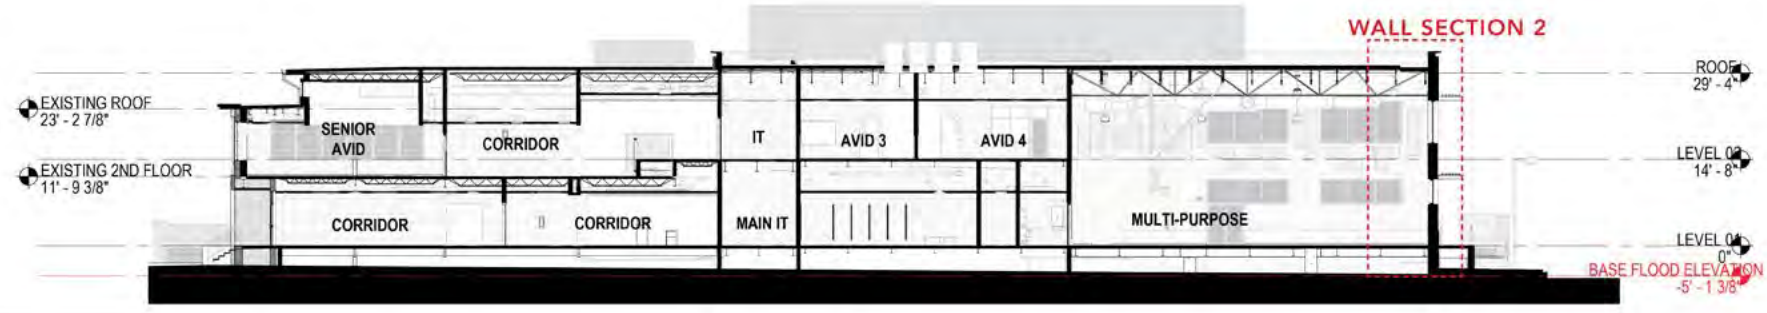 WALL SECTION 2
ROOF
29' - 4"
EXISTING ROOF
23' - 2 7/8"
SENIOR
AVID
CORRIDOR
IT
AVID 3
AVID 4
LEVEL 02
14' - 8"
EXISTING 2ND FLOOR
11' - 9 3/8"
CORRIDOR
CORRIDOR
MAIN IT
MULTI-PURPOSE
LEVEL 01
0"
BASE FLOOD ELEVATION
-5' - 1 3/8"